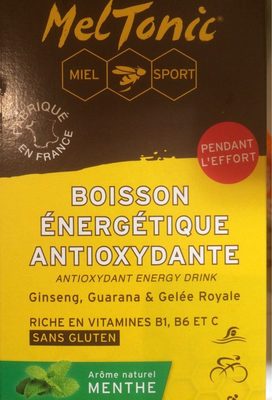 MelTonic®
MIEL SPORT
FABRIQUÉ
EN FRANCE
PENDANT
L'EFFORT
BOISSON
ÉNERGÉTIQUE
ANTIOXYDANTE
ANTIOXYDANT ENERGY DRINK
Ginseng, Guarana & Gelée Royale
RICHE EN VITAMINES B1, B6 ET C
SANS GLUTEN
Arôme naturel
MENTHE